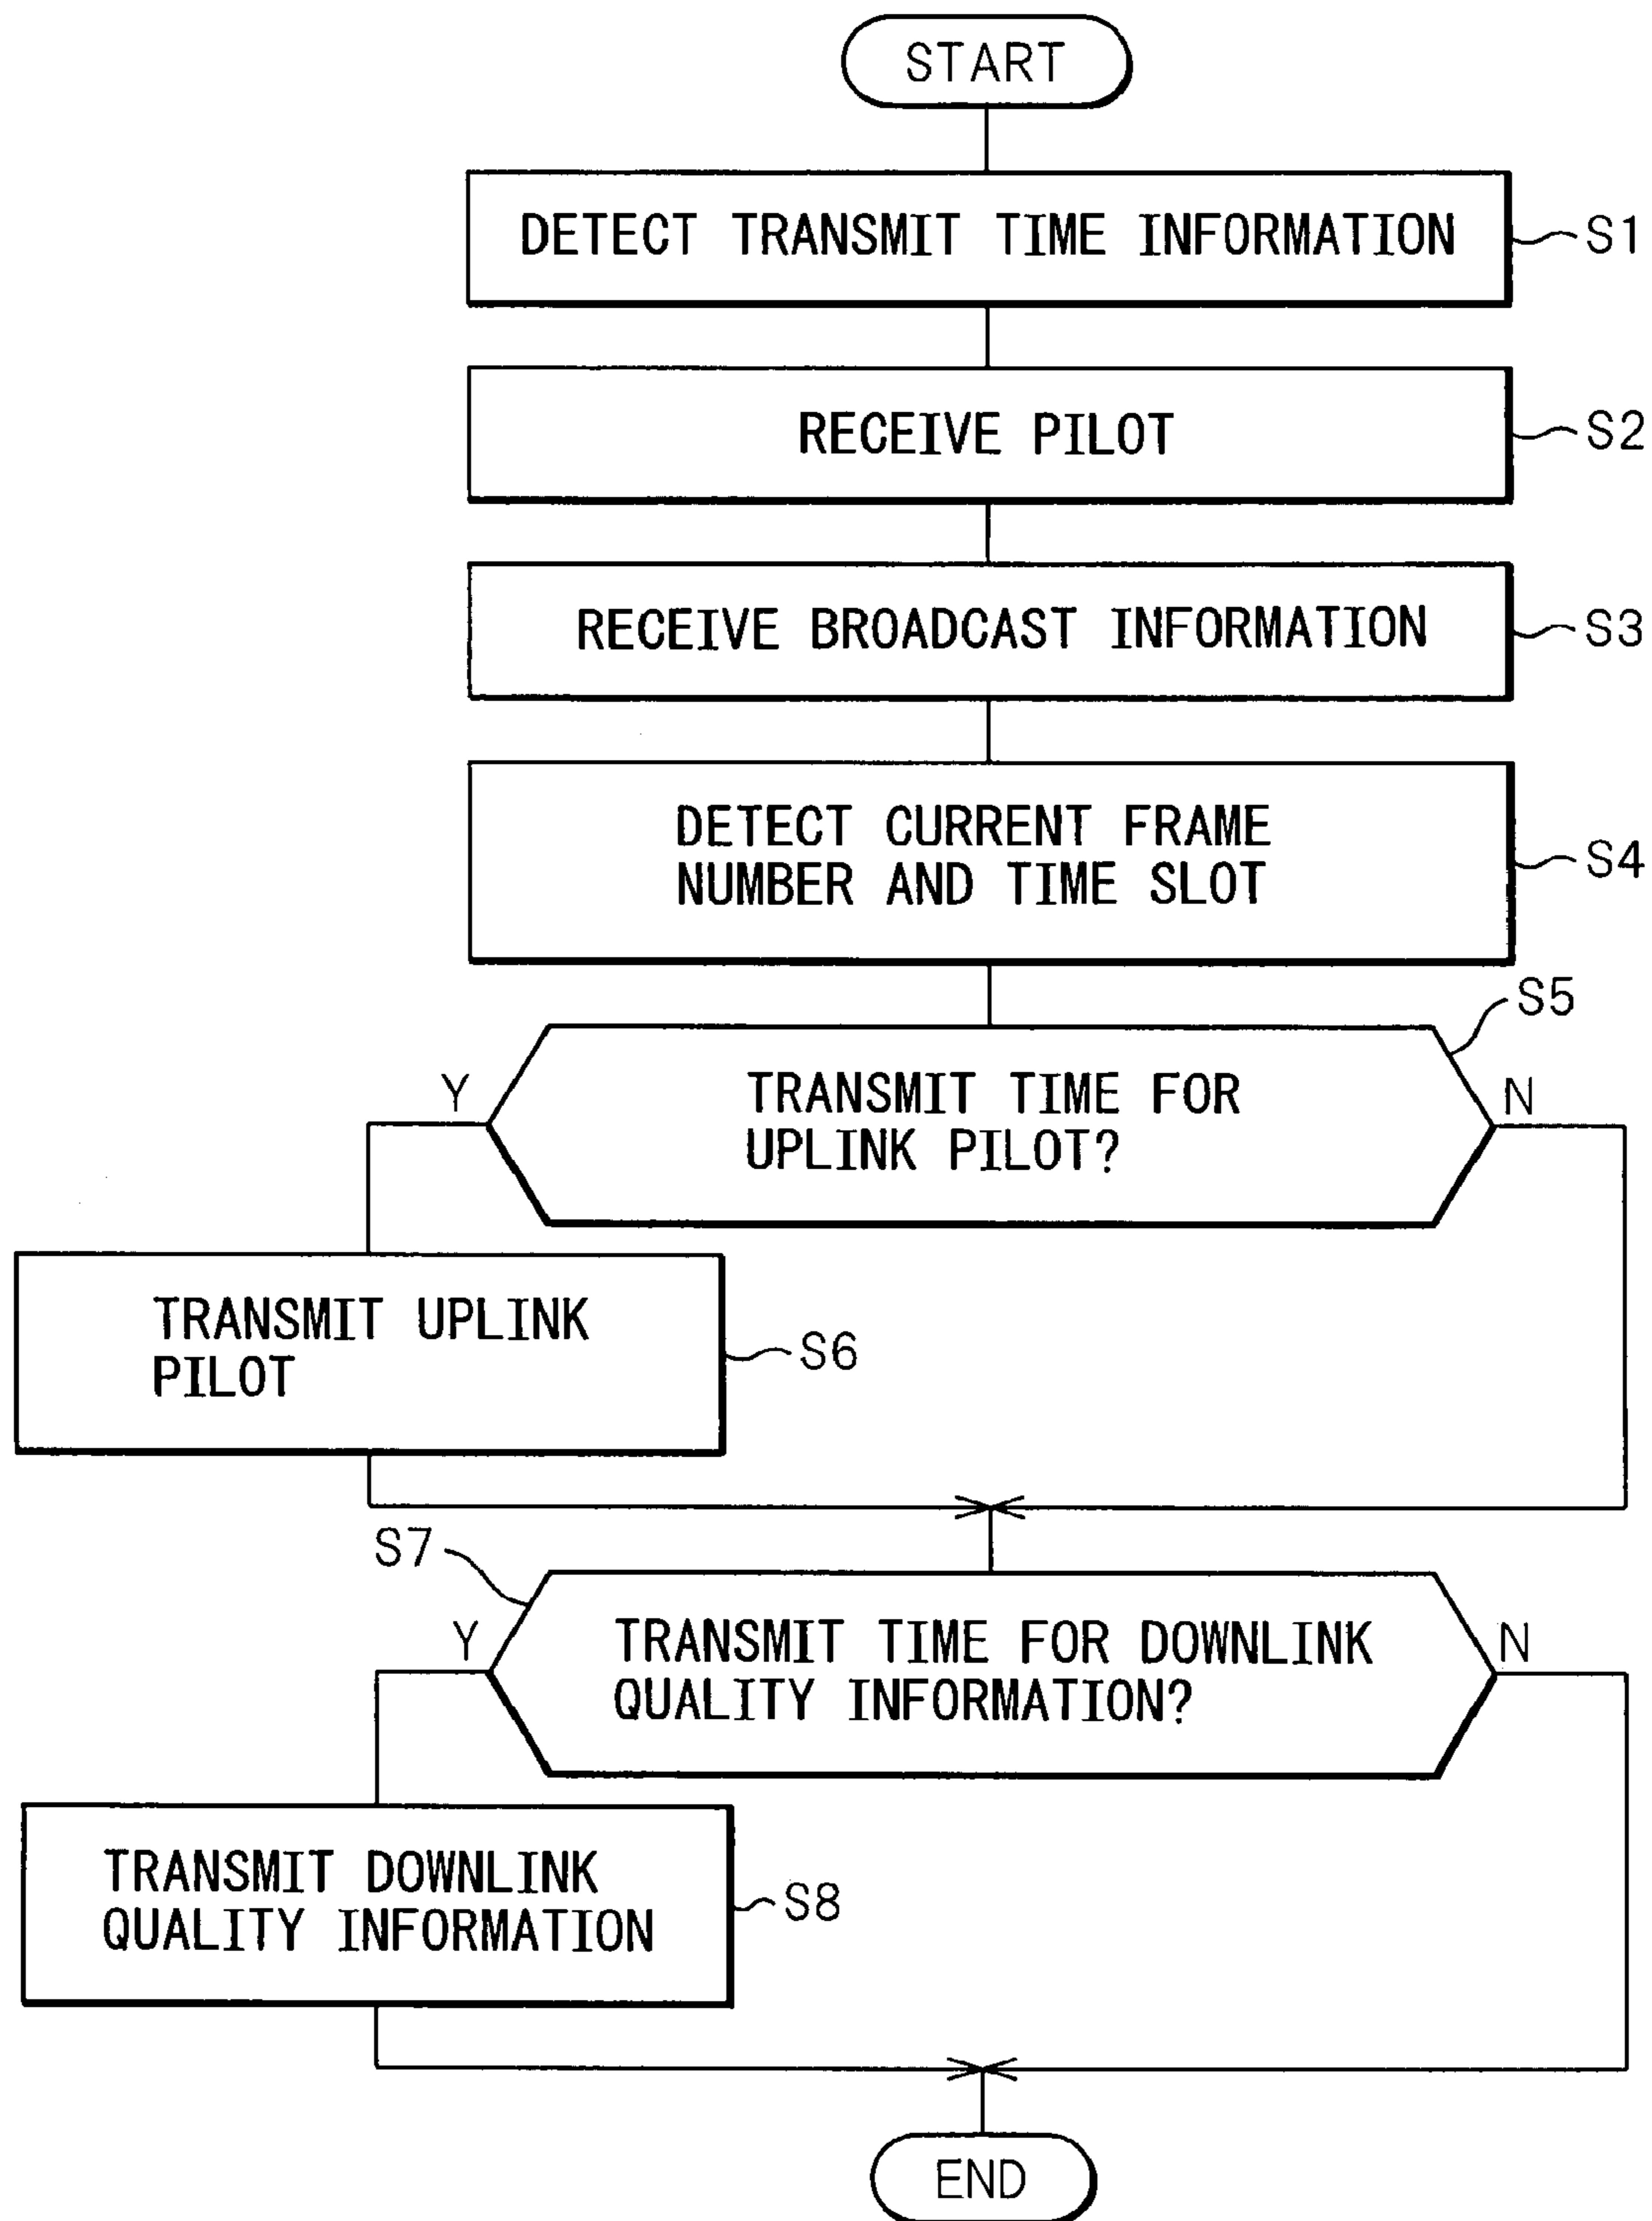 START
DETECT TRANSMIT TIME INFORMATION
S1
RECEIVE PILOT
S2
RECEIVE BROADCAST INFORMATION
S3
DETECT CURRENT FRAME
NUMBER AND TIME SLOT
S4
S5
Y
TRANSMIT TIME FOR
UPLINK PILOT?
N
TRANSMIT UPLINK
PILOT
S6
S7
Y
TRANSMIT TIME FOR DOWNLINK
QUALITY INFORMATION?
N
TRANSMIT DOWNLINK
QUALITY INFORMATION
S8
END